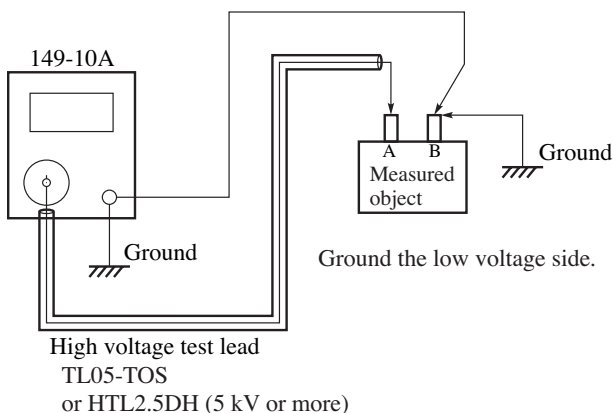 149-10A
A B
Measured
object
Ground
Ground
Ground the low voltage side.
High voltage test lead
TL05-TOS
or HTL2.5DH (5 kV or more)